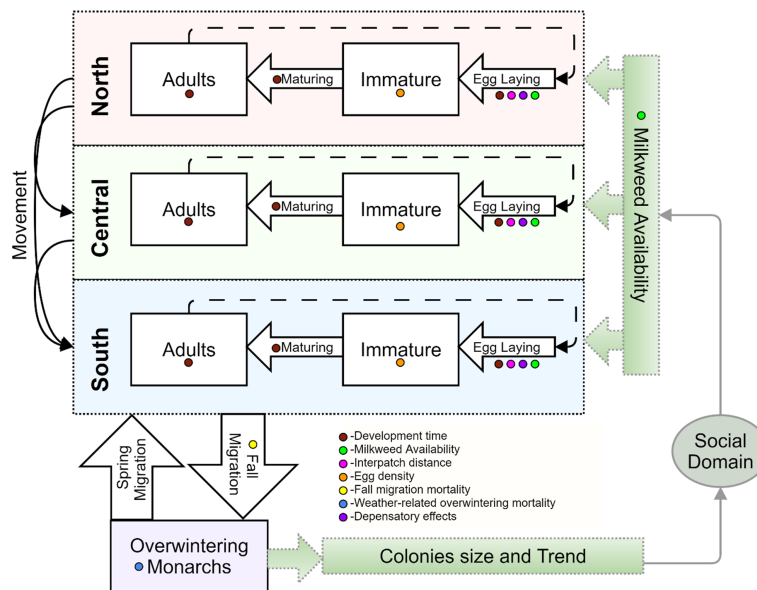 North
Adults
Maturing
Immature
Egg Laying
Movement
Central
Adults
Maturing
Immature
Egg Laying
Milkweed Availability
South
Adults
Maturing
Immature
Egg Laying
Spring
Migration
Fall
Migration
-Development time
-Milkweed Availability
-Interpatch distance
-Egg density
-Fall migration mortality
-Weather-related overwintering mortality
-Depensatory effects
Social
Domain
Overwintering
Monarchs
Colonies size and Trend